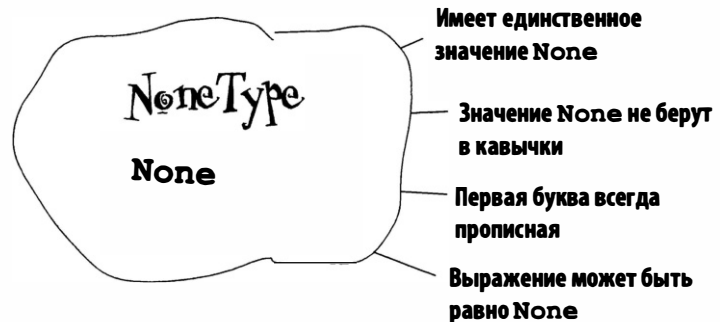 NoneType
None
Имеет единственное
значение None
Значение None не берут
в кавычки
Первая буква всегда
прописная
Выражение может быть
равно None